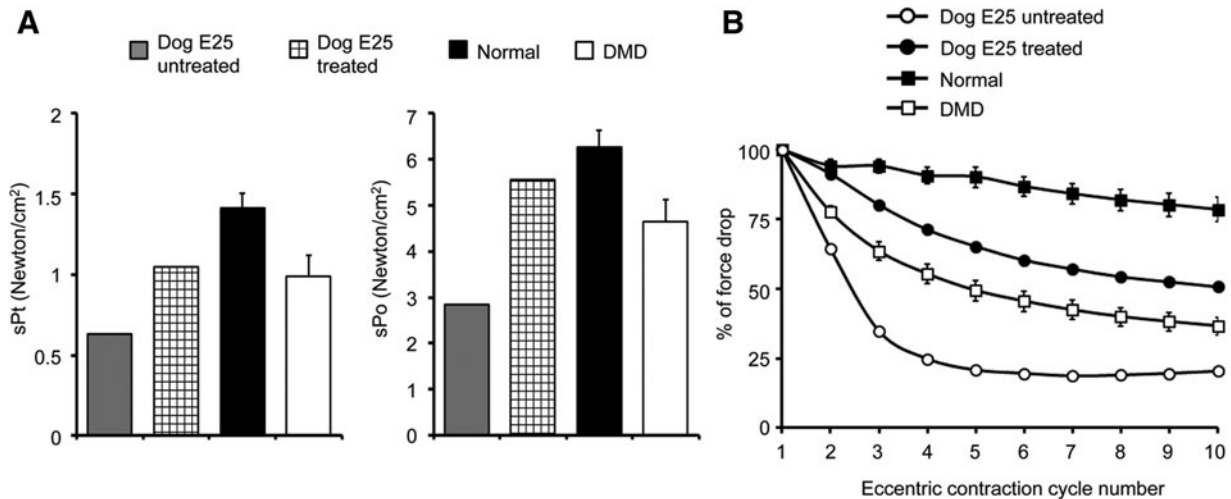 A
Dog E25
untreated
Dog E25
treated
Normal
DMD
sPt (Newton/cm²)
2
1.5
1
0.5
0
sPo (Newton/cm²)
7
6
5
4
3
2
1
0
B
Dog E25 untreated
Dog E25 treated
Normal
DMD
% of force drop
100
75
50
25
0
1 2 3 4 5 6 7 8 9 10
Eccentric contraction cycle number